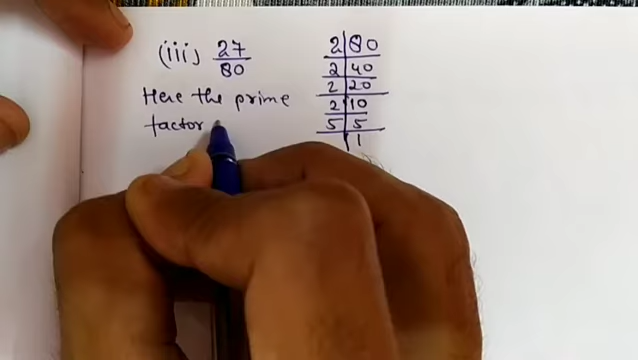 (iii) 27/80
Here the prime
factor
2 | 80
2 | 40
2 | 20
2 | 10
5 | 5
| 1